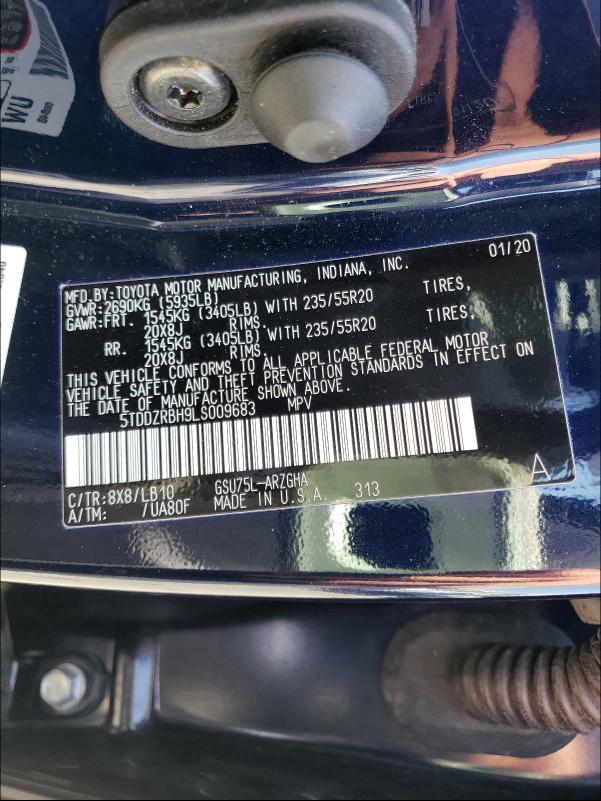 WU
01/20
MFD.BY:TOYOTA MOTOR MANUFACTURING, INDIANA, INC.
GVWR:2690KG (5935LB)
GAWR:FRT. 1545KG (3405LB) WITH 235/55R20 TIRES,
20X8J RIMS.
RR. 1545KG (3405LB) WITH 235/55R20 TIRES,
20X8J RIMS.
THIS VEHICLE CONFORMS TO ALL APPLICABLE FEDERAL MOTOR
VEHICLE SAFETY AND THEFT PREVENTION STANDARDS IN EFFECT ON
THE DATE OF MANUFACTURE SHOWN ABOVE.
5TDDZRBH9LS009683 MPV
C/TR:8X8/LB10 GSU75L-ARZGHA
A/TM: /UA80F MADE IN U.S.A. 313
A